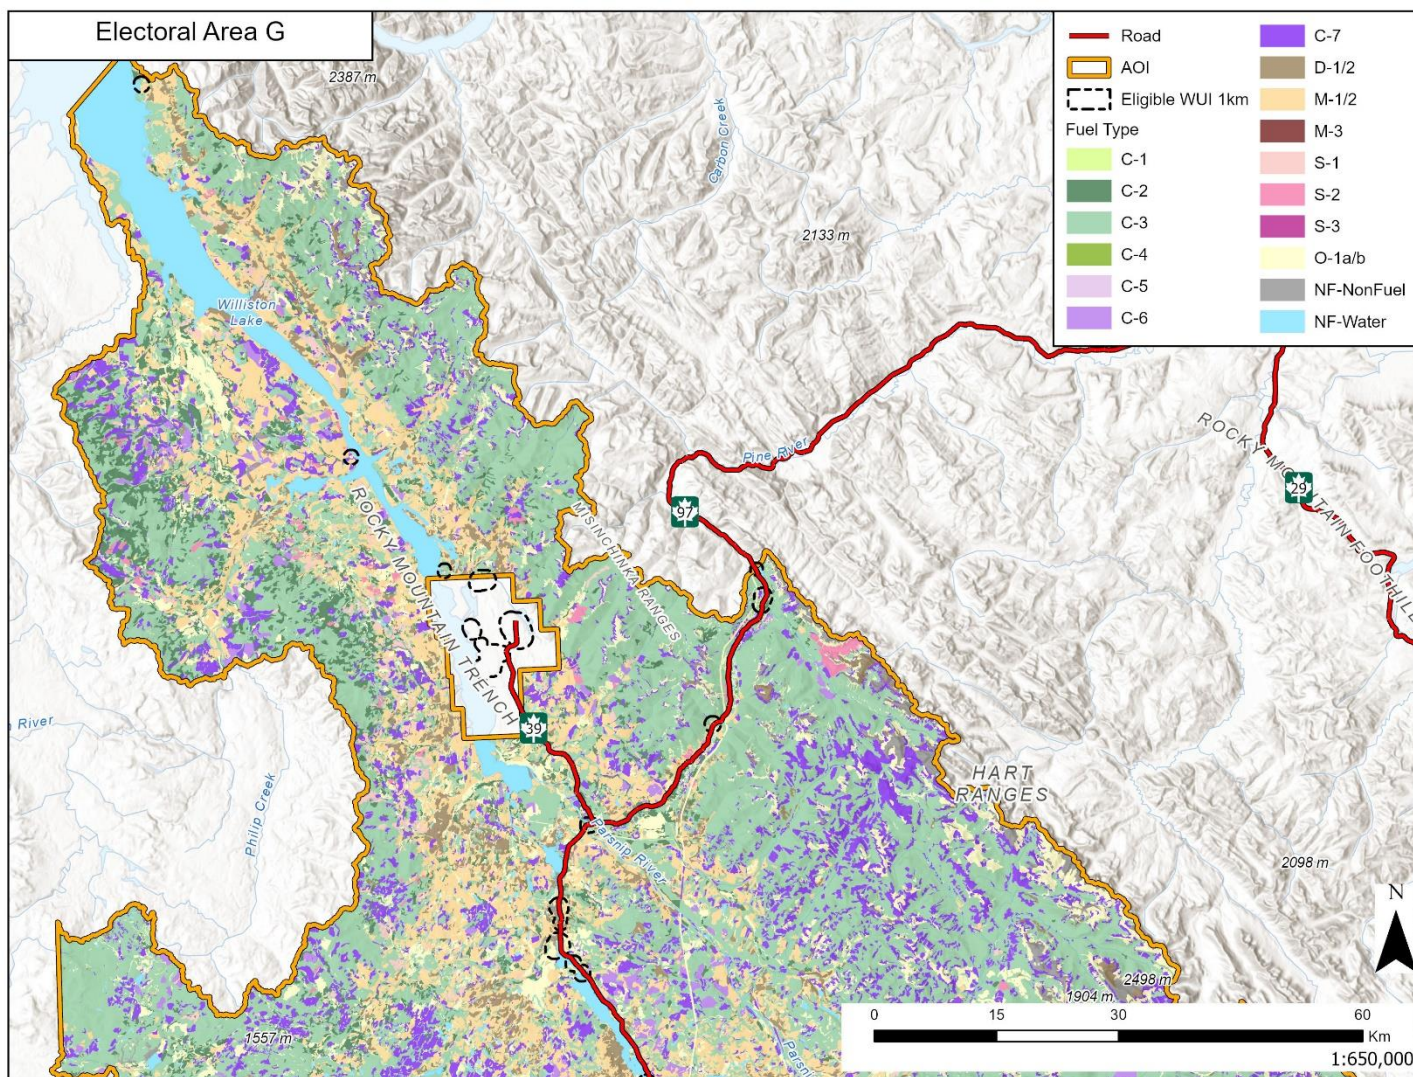 Electoral Area G
Road
AOI
Eligible WUI 1km
Fuel Type
C-1
C-2
C-3
C-4
C-5
C-6
C-7
D-1/2
M-1/2
M-3
S-1
S-2
S-3
O-1a/b
NF-NonFuel
NF-Water
2387 m
Carbon Creek
2133 m
Williston
Lake
Pine River
ROCKY MOUNTAIN FOOTHILL
29
97
MISINCHINKA RANGES
ROCKY MOUNTAIN TRENCH
39
River
Philip Creek
HART
RANGES
Parsnip River
2098 m
N
2498 m
1904 m
1557 m
Parsni
0
15
30
60
Km
1:650,000